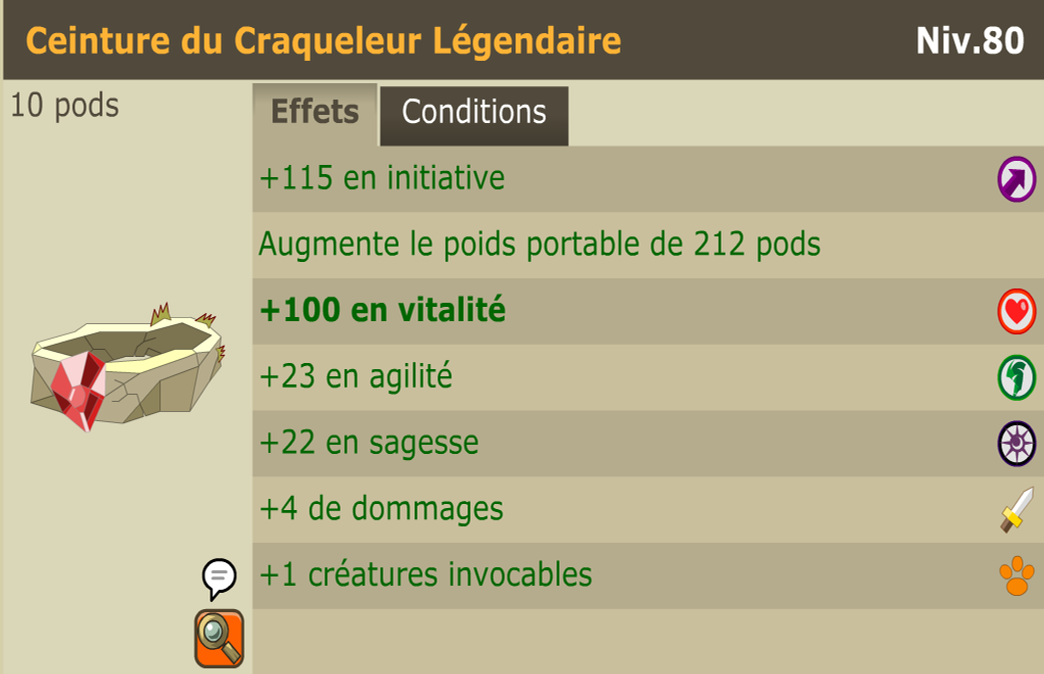 Ceinture du Craqueleur Légendaire Niv.80
10 pods
Effets Conditions
+115 en initiative
Augmente le poids portable de 212 pods
+100 en vitalité
+23 en agilité
+22 en sagesse
+4 de dommages
+1 créatures invocables